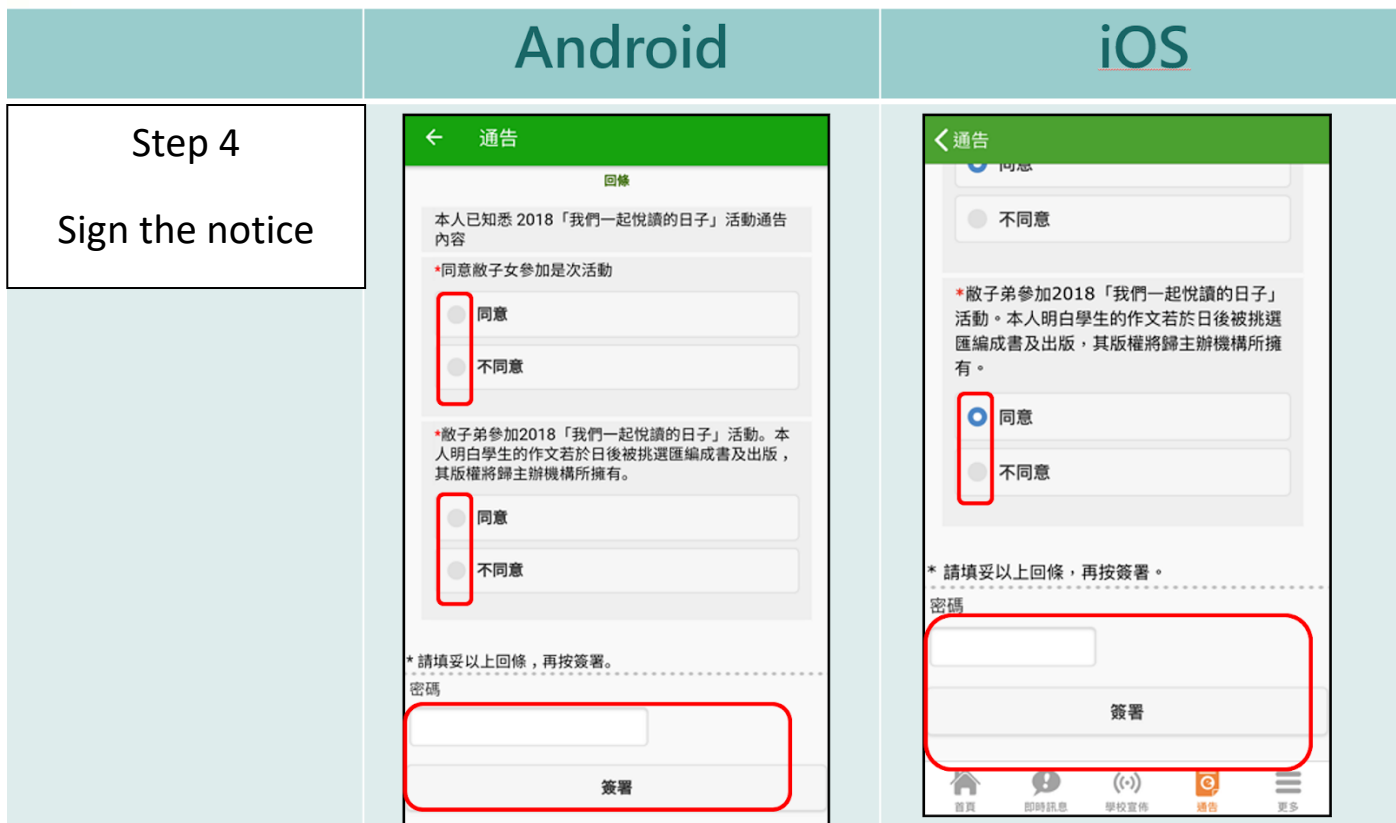 Android
iOS
Step 4
Sign the notice
通告
回條
本人已知悉 2018「我們一起悅讀的日子」活動通告
內容
*同意敝子女參加是次活動
同意
不同意
*敝子弟參加2018「我們一起悅讀的日子」活動。本
人明白學生的作文若於日後被挑選匯編成書及出版，
其版權將歸主辦機構所擁有。
同意
不同意
* 請填妥以上回條，再按簽署。
密碼
簽署
通告
同意
不同意
*敝子弟參加2018「我們一起悅讀的日子」
活動。本人明白學生的作文若於日後被挑選
匯編成書及出版，其版權將歸主辦機構所擁
有。
同意
不同意
* 請填妥以上回條，再按簽署。
密碼
簽署
首頁 即時訊息 學校宣佈 通告 更多